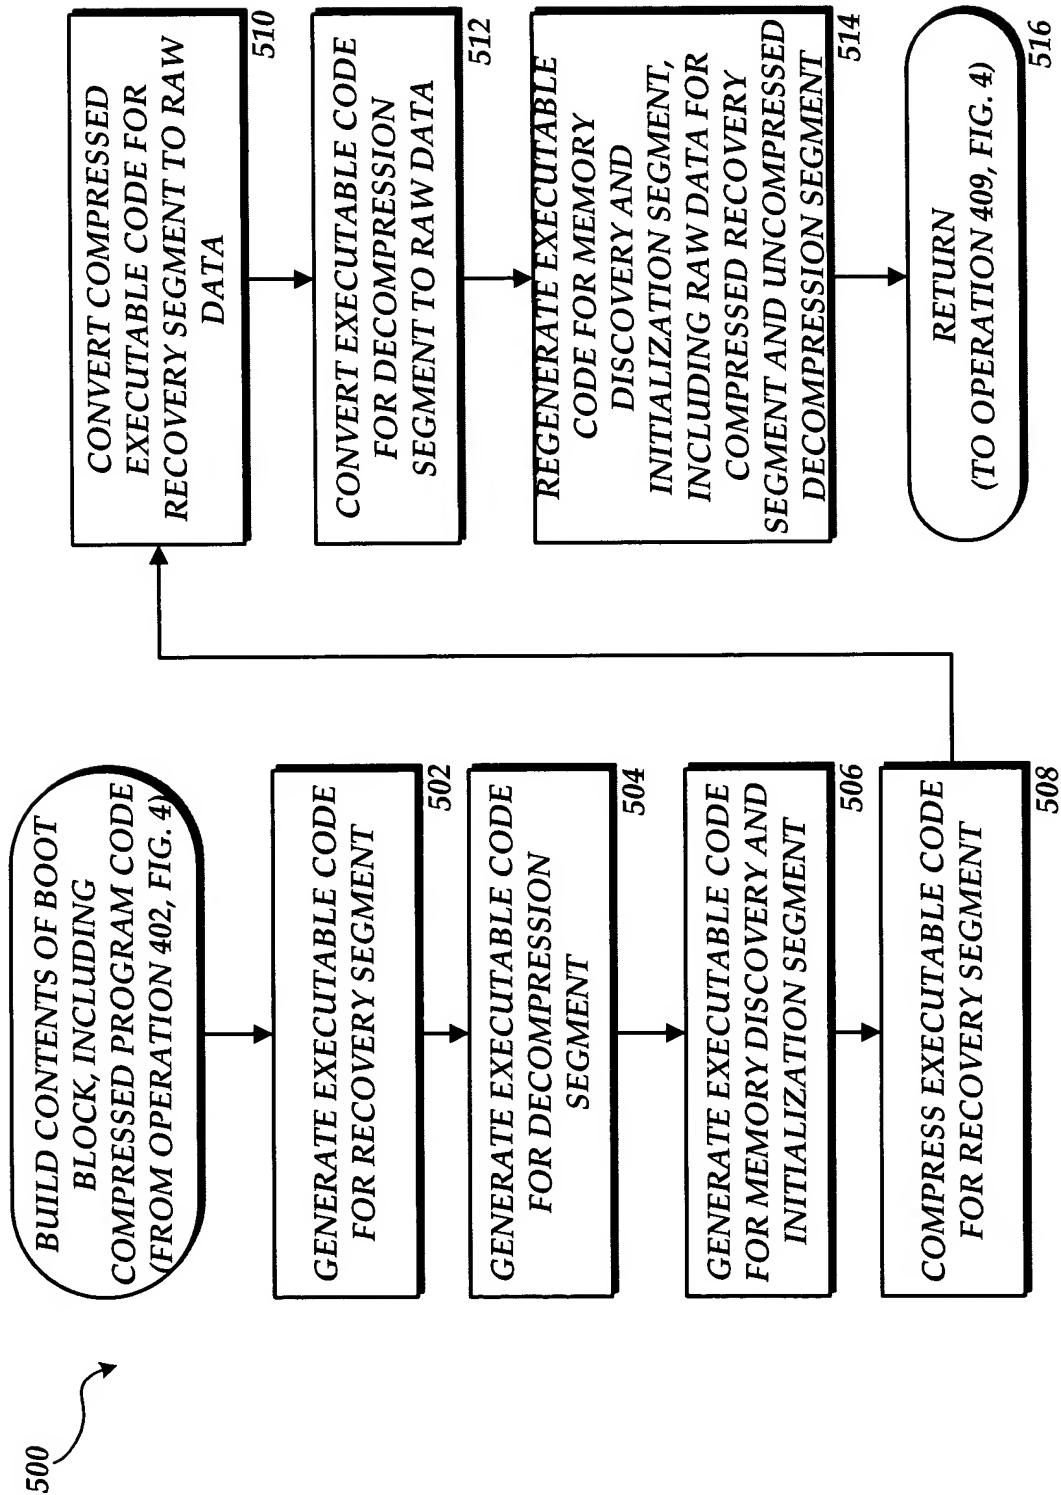 500
BUILD CONTENTS OF BOOT
BLOCK, INCLUDING
COMPRESSED PROGRAM CODE
(FROM OPERATION 402, FIG. 4)
GENERATE EXECUTABLE CODE
FOR RECOVERY SEGMENT
502
GENERATE EXECUTABLE CODE
FOR DECOMPRESSION
SEGMENT
504
GENERATE EXECUTABLE CODE
FOR MEMORY DISCOVERY AND
INITIALIZATION SEGMENT
506
COMPRESS EXECUTABLE CODE
FOR RECOVERY SEGMENT
508
CONVERT COMPRESSED
EXECUTABLE CODE FOR
RECOVERY SEGMENT TO RAW
DATA
510
CONVERT EXECUTABLE CODE
FOR DECOMPRESSION
SEGMENT TO RAW DATA
512
REGENERATE EXECUTABLE
CODE FOR MEMORY
DISCOVERY AND
INITIALIZATION SEGMENT,
INCLUDING RAW DATA FOR
COMPRESSED RECOVERY
SEGMENT AND UNCOMPRESSED
DECOMPRESSION SEGMENT
514
RETURN
(TO OPERATION 409, FIG. 4)
516